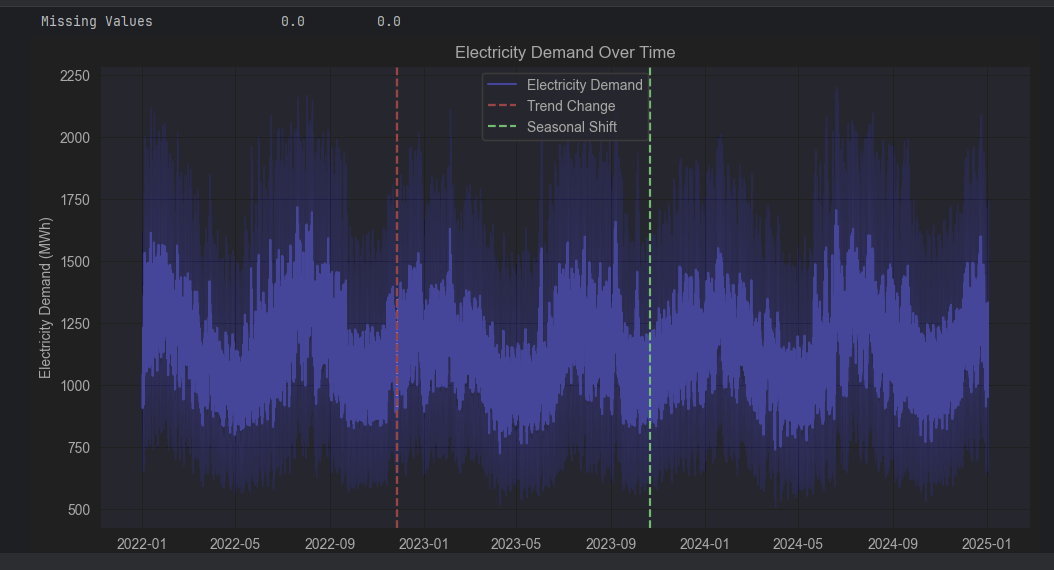 Missing Values 0.0 0.0
Electricity Demand Over Time
2250
2000
1750
1500
1250
1000
750
500
Electricity Demand (MWh)
Electricity Demand
Trend Change
Seasonal Shift
2022-01 2022-05 2022-09 2023-01 2023-05 2023-09 2024-01 2024-05 2024-09 2025-01